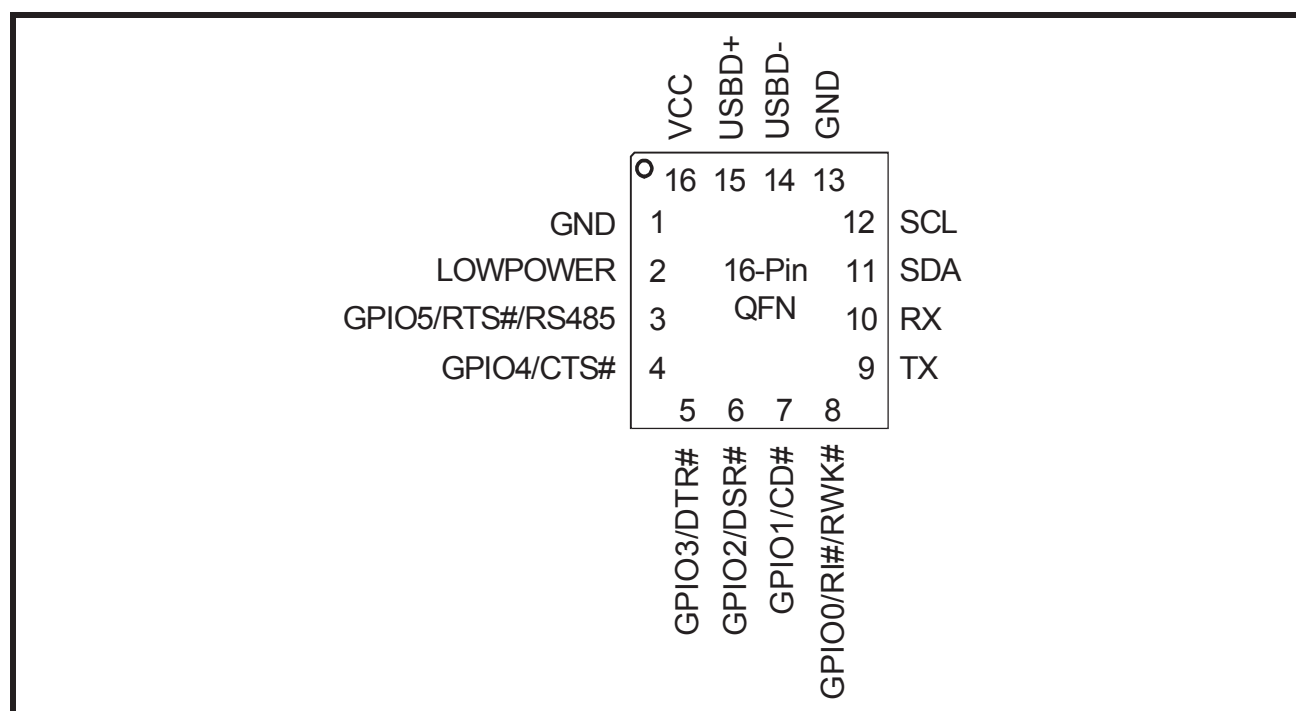 VCC
USBD+
USBD-
GND
16 15 14 13
GND 1 12 SCL
LOWPOWER 2 16-Pin 11 SDA
QFN
GPIO5/RTS#/RS485 3 10 RX
GPIO4/CTS# 4 9 TX
5 6 7 8
GPIO3/DTR#
GPIO2/DSR#
GPIO1/CD#
GPIO0/RI#/RWK#